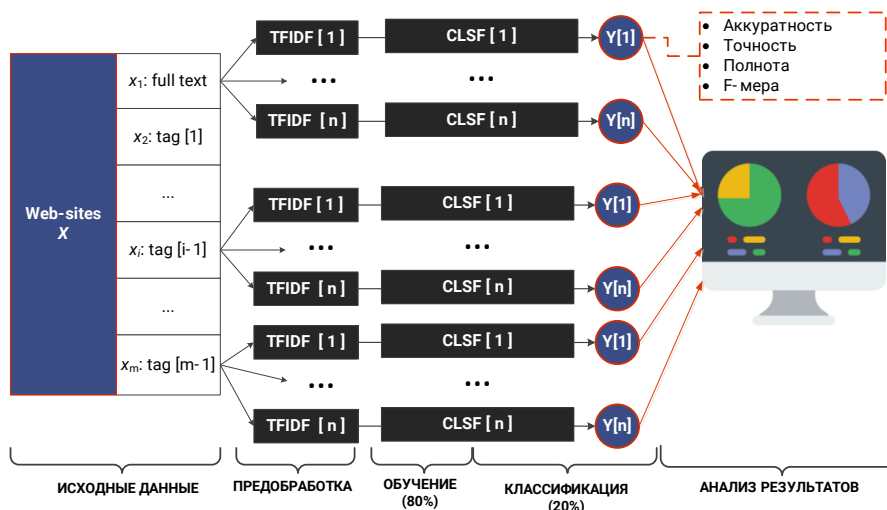 Web-sites
X
x₁: full text
x₂: tag [1]
...
xᵢ: tag [i-1]
...
xₘ: tag [m-1]
TFIDF [ 1 ]
CLSF [ 1 ]
Y[1]
...
...
TFIDF [ n ]
CLSF [ n ]
Y[n]
TFIDF [ 1 ]
CLSF [ 1 ]
Y[1]
...
...
TFIDF [ n ]
CLSF [ n ]
Y[n]
TFIDF [ 1 ]
CLSF [ 1 ]
Y[1]
...
...
TFIDF [ n ]
CLSF [ n ]
Y[n]
• Аккуратность
• Точность
• Полнота
• F-мера
ИСХОДНЫЕ ДАННЫЕ
ПРЕДОБРАБОТКА
ОБУЧЕНИЕ
(80%)
КЛАССИФИКАЦИЯ
(20%)
АНАЛИЗ РЕЗУЛЬТАТОВ